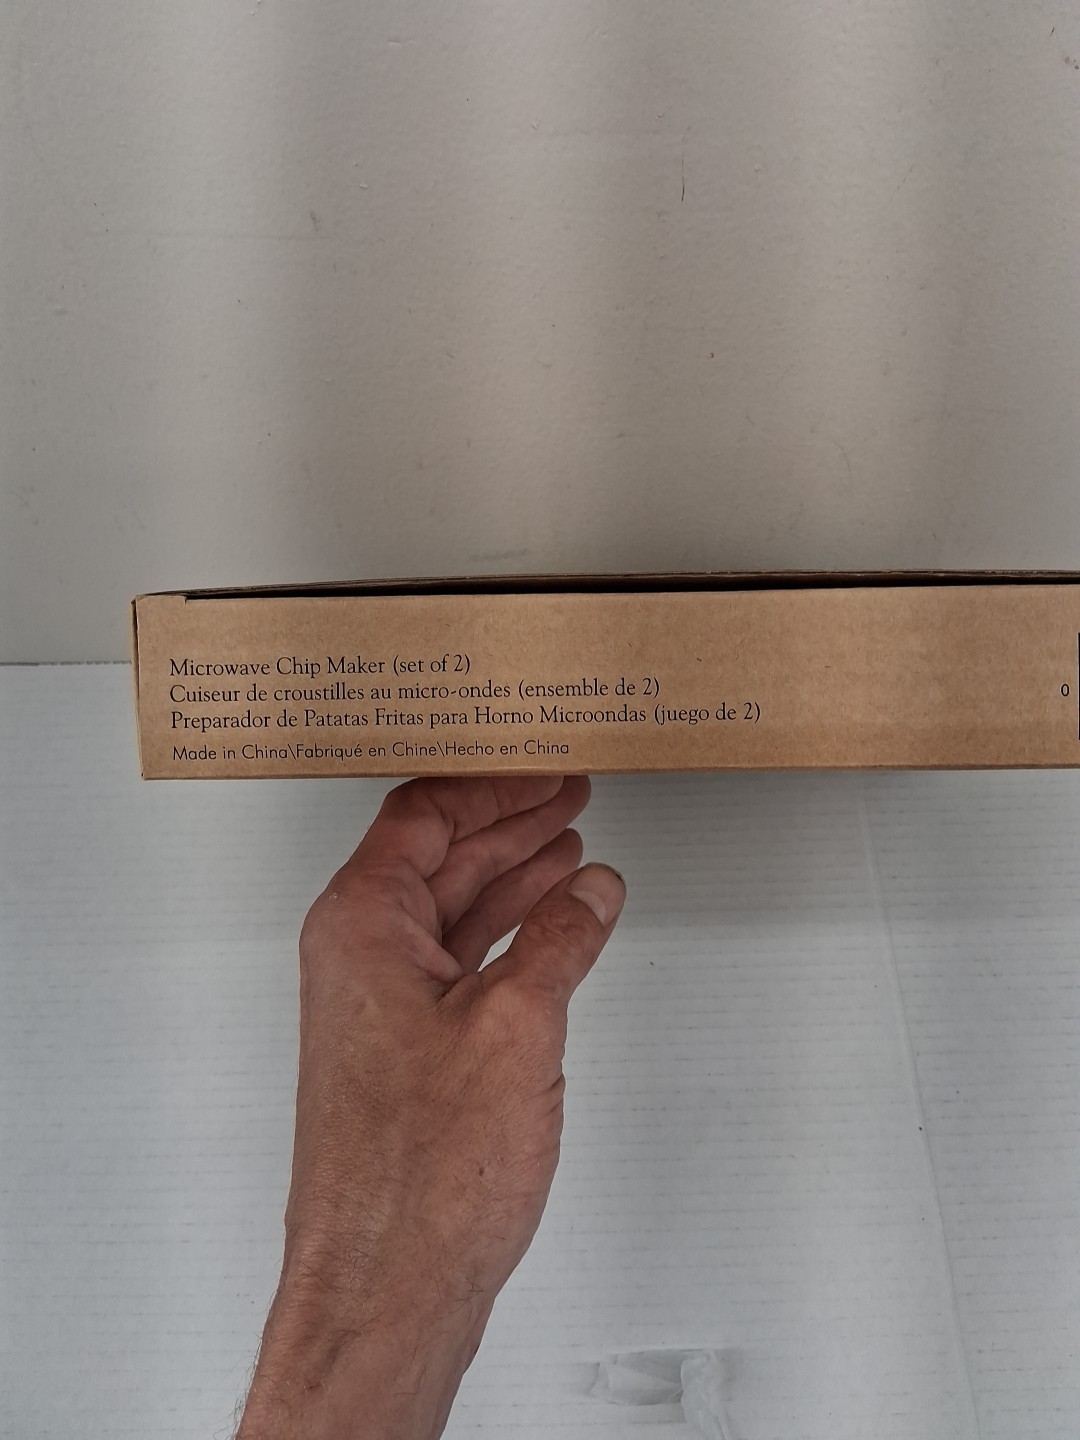 Microwave Chip Maker (set of 2)
Cuiseur de croustilles au micro-ondes (ensemble de 2)
Preparador de Patatas Fritas para Horno Microondas (juego de 2)
Made in China\Fabriqué en Chine\Hecho en China
0